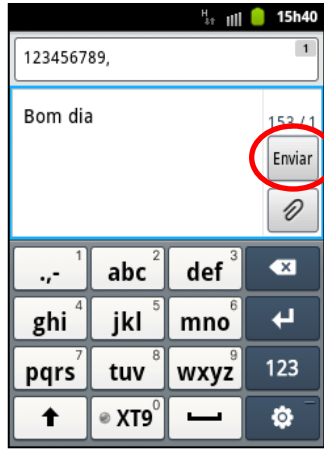 H 15h40
123456789, 1
Bom dia
153 / 1
Enviar
.,- 1 abc 2 def 3
ghi 4 jkl 5 mno 6
pqrs 7 tuv 8 wxyz 9 123
XT9 0